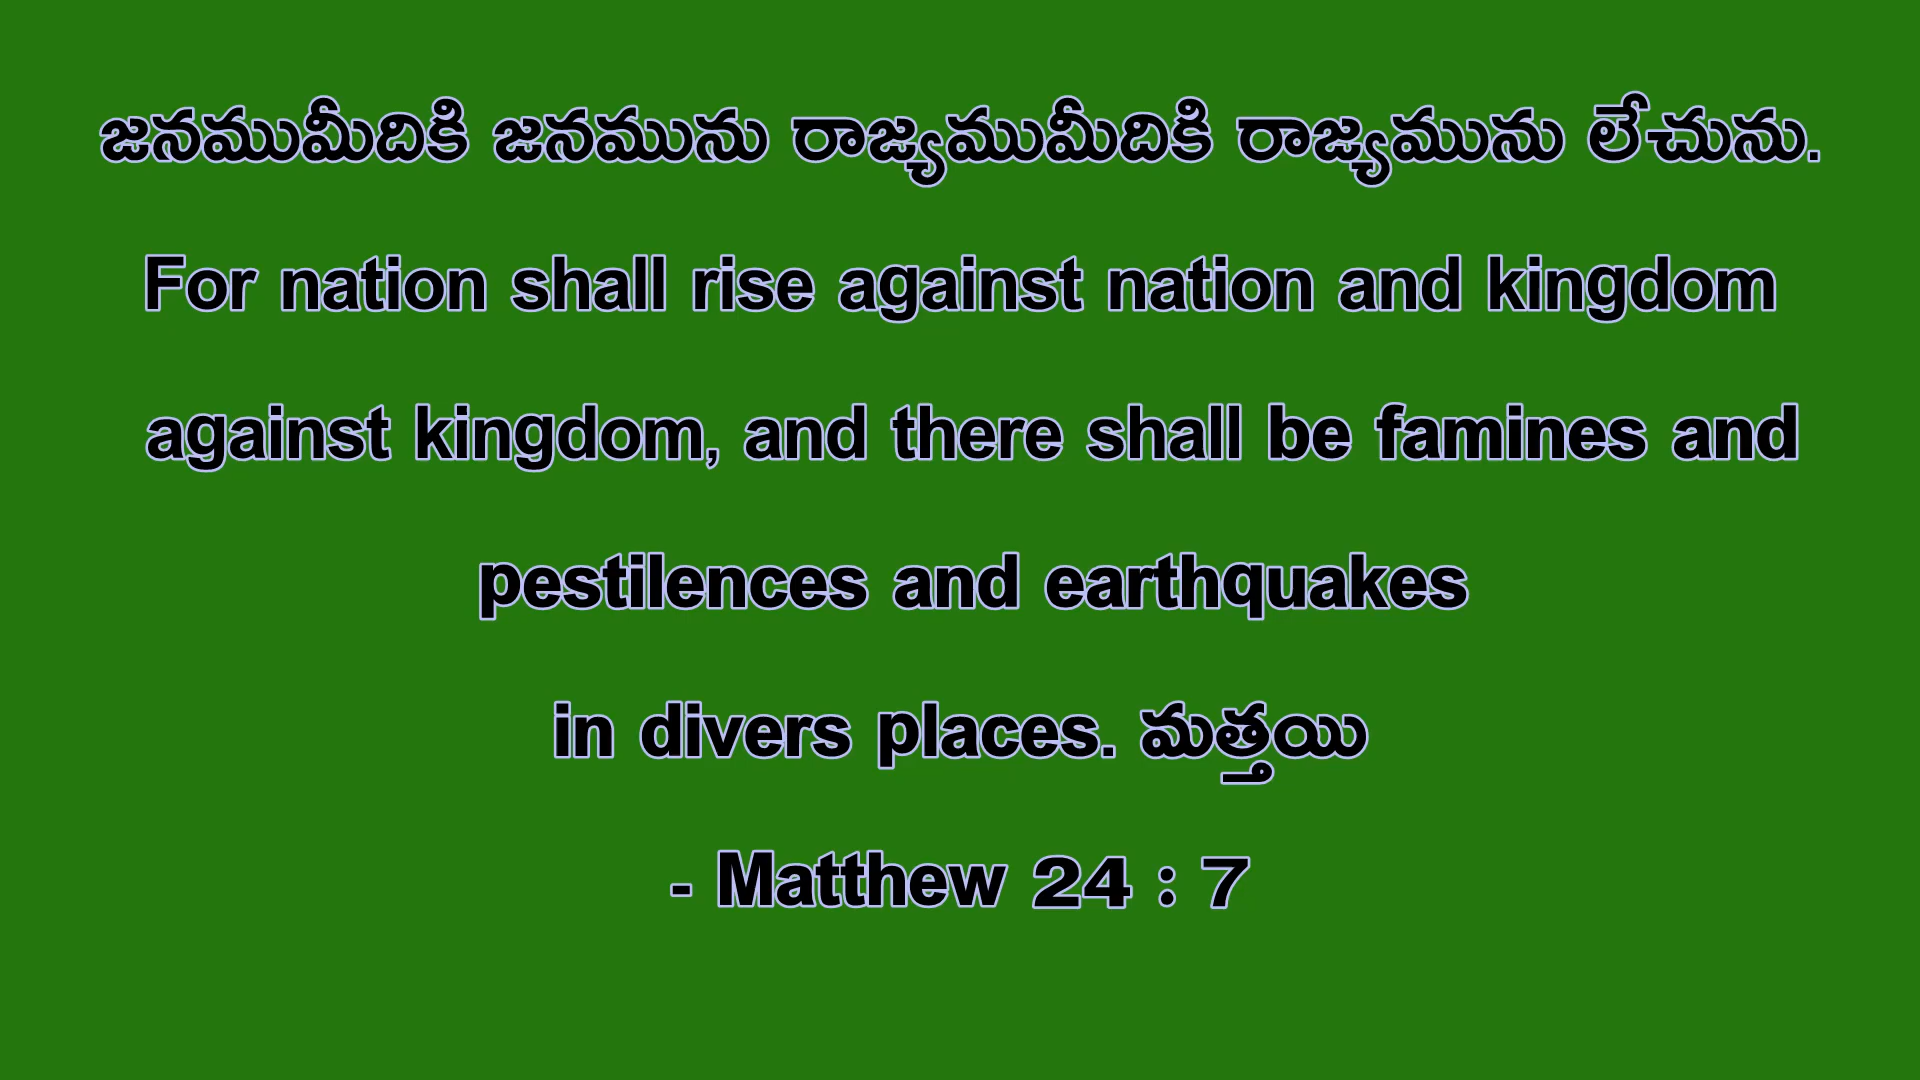 జనముమీదికి జనమును రాజ్యముమీదికి రాజ్యమును లేచును.
For nation shall rise against nation and kingdom
against kingdom, and there shall be famines and
pestilences and earthquakes
in divers places. మత్తయి
- Matthew 24 : 7